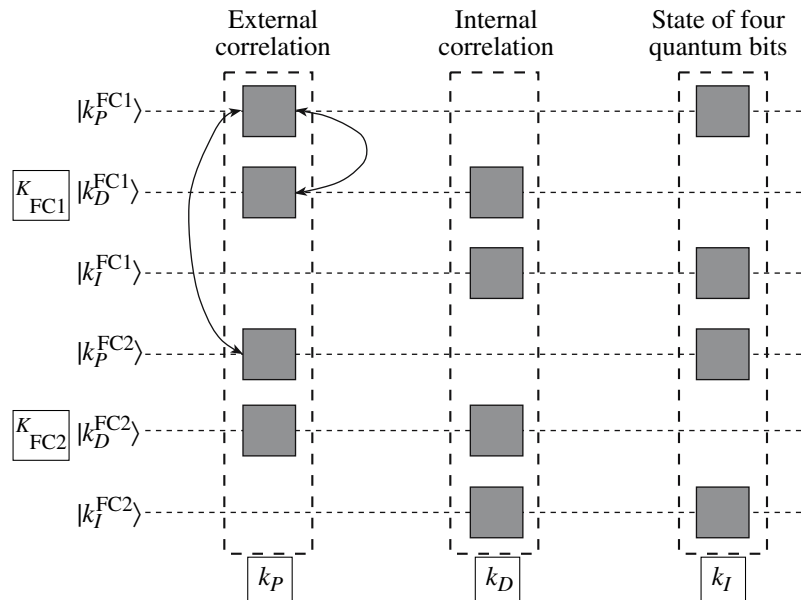 External correlation
Internal correlation
State of four quantum bits
|k_P^FC1⟩
K_FC1 |k_D^FC1⟩
|k_I^FC1⟩
|k_P^FC2⟩
K_FC2 |k_D^FC2⟩
|k_I^FC2⟩
k_P k_D k_I